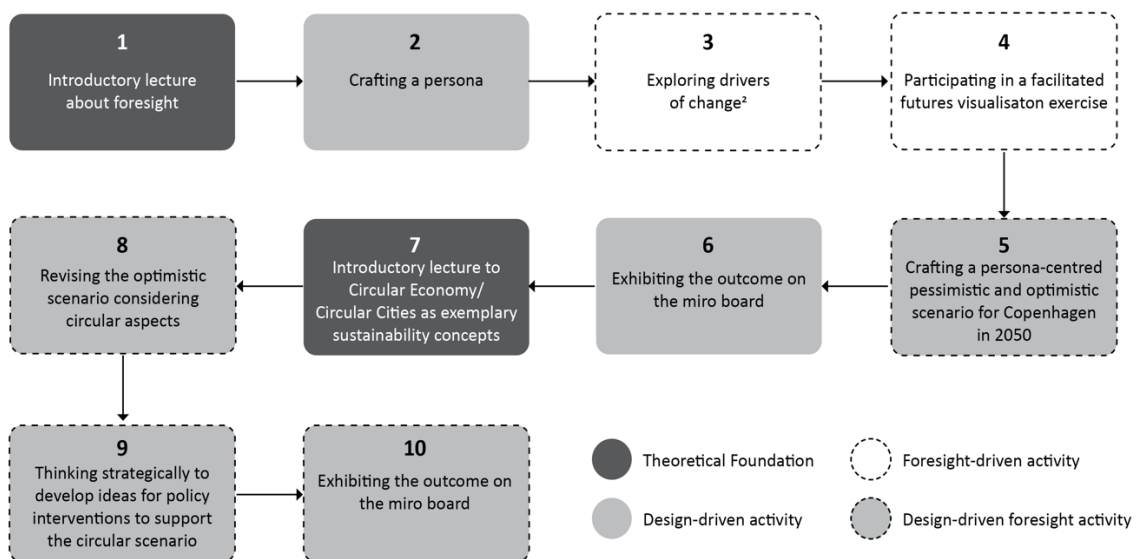 1
Introductory lecture
about foresight
2
Crafting a persona
3
Exploring drivers
of change²
4
Participating in a facilitated
futures visualisaton exercise
5
Crafting a persona-centred
pessimistic and optimistic
scenario for Copenhagen
in 2050
6
Exhibiting the outcome on
the miro board
7
Introductory lecture to
Circular Economy/
Circular Cities as exemplary
sustainability concepts
8
Revising the optimistic
scenario considering
circular aspects
9
Thinking strategically to
develop ideas for policy
interventions to support
the circular scenario
10
Exhibiting the outcome on
the miro board
Theoretical Foundation
Foresight-driven activity
Design-driven activity
Design-driven foresight activity